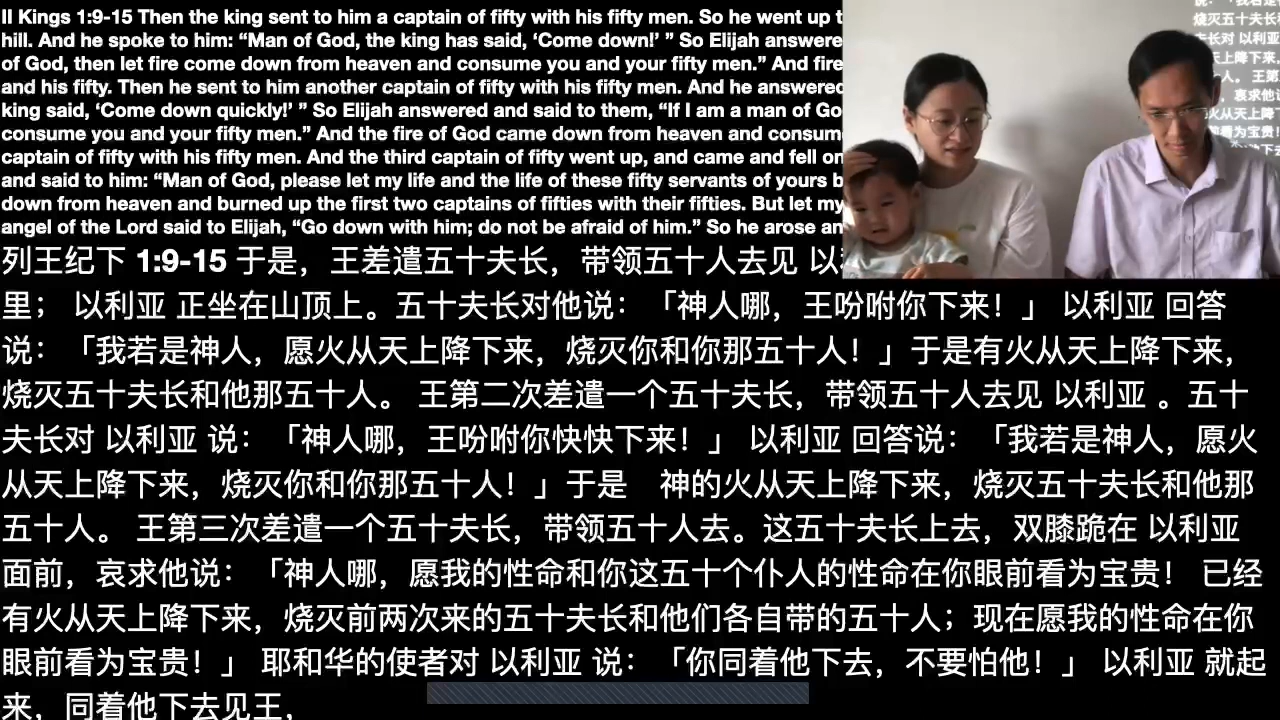 II Kings 1:9-15 Then the king sent to him a captain of fifty with his fifty men. So he went up
hill. And he spoke to him: “Man of God, the king has said, ‘Come down!’ ” So Elijah answere
of God, then let fire come down from heaven and consume you and your fifty men.” And fire
and his fifty. Then he sent to him another captain of fifty with his fifty men. And he answered
king said, ‘Come down quickly!’ ” So Elijah answered and said to them, “If I am a man of Go
consume you and your fifty men.” And the fire of God came down from heaven and consum
captain of fifty with his fifty men. And the third captain of fifty went up, and came and fell on
and said to him: “Man of God, please let my life and the life of these fifty servants of yours b
down from heaven and burned up the first two captains of fifties with their fifties. But let my
angel of the Lord said to Elijah, “Go down with him; do not be afraid of him.” So he arose an
列王纪下 1:9-15 于是，王差遣五十夫长，带领五十人去见 以
里； 以利亚 正坐在山顶上。五十夫长对他说：「神人哪，王吩咐你下来！」 以利亚 回答
说：「我若是神人，愿火从天上降下来，烧灭你和你那五十人！」于是有火从天上降下来，
烧灭五十夫长和他那五十人。 王第二次差遣一个五十夫长，带领五十人去见 以利亚 。五十
夫长对 以利亚 说：「神人哪，王吩咐你快快下来！」 以利亚 回答说：「我若是神人，愿火
从天上降下来，烧灭你和你那五十人！」于是　神的火从天上降下来，烧灭五十夫长和他那
五十人。 王第三次差遣一个五十夫长，带领五十人去。这五十夫长上去，双膝跪在 以利亚
面前，哀求他说：「神人哪，愿我的性命和你这五十个仆人的性命在你眼前看为宝贵！ 已经
有火从天上降下来，烧灭前两次来的五十夫长和他们各自带的五十人；现在愿我的性命在你
眼前看为宝贵！」 耶和华的使者对 以利亚 说：「你同着他下去，不要怕他！」 以利亚 就起
来，同着他下去见王，